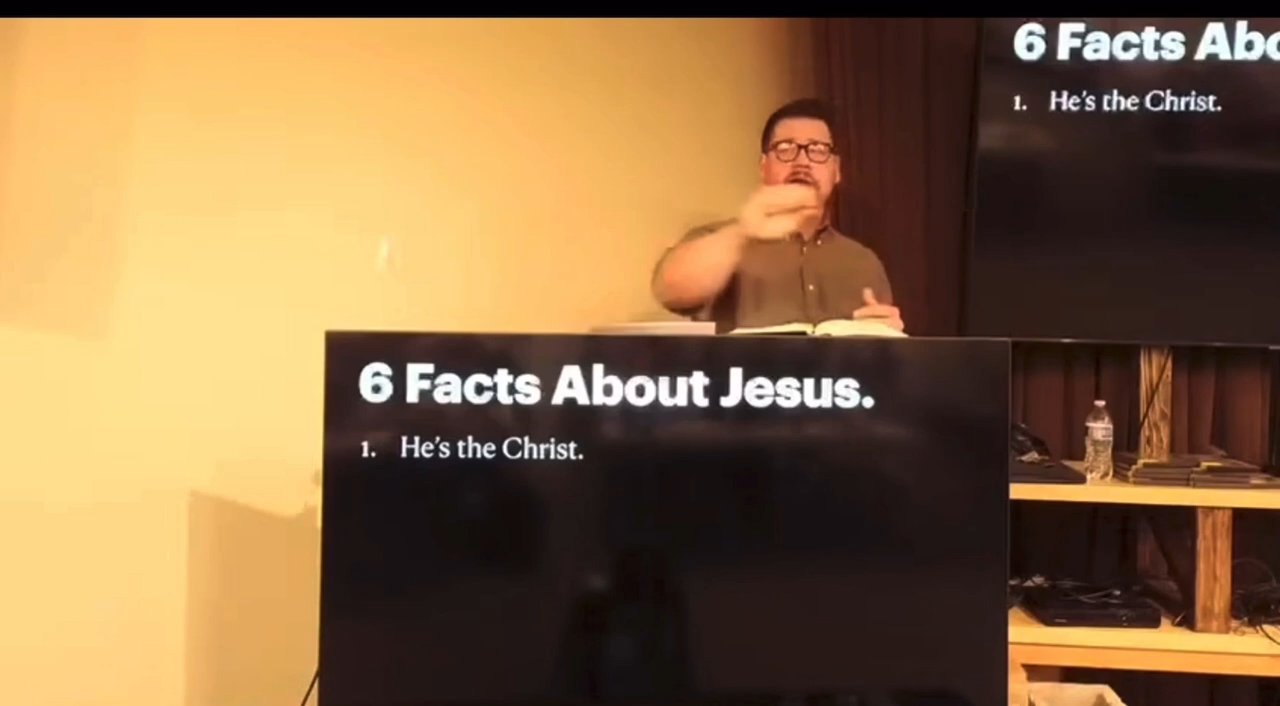 6 Facts Abo
1. He's the Christ.
6 Facts About Jesus.
1. He's the Christ.